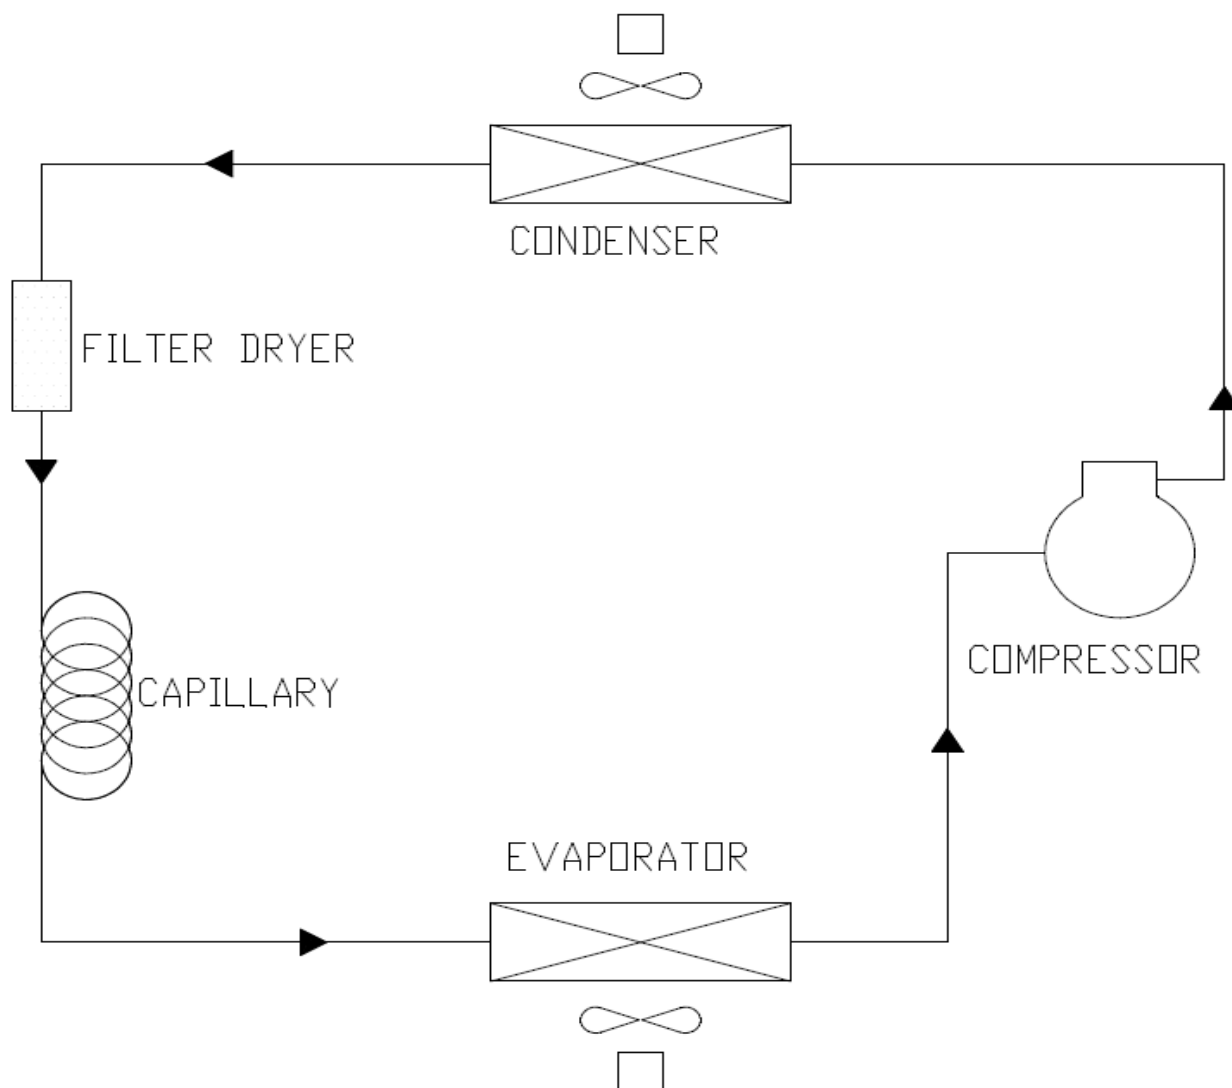 CONDENSER
FILTER DRYER
COMPRESSOR
CAPILLARY
EVAPORATOR